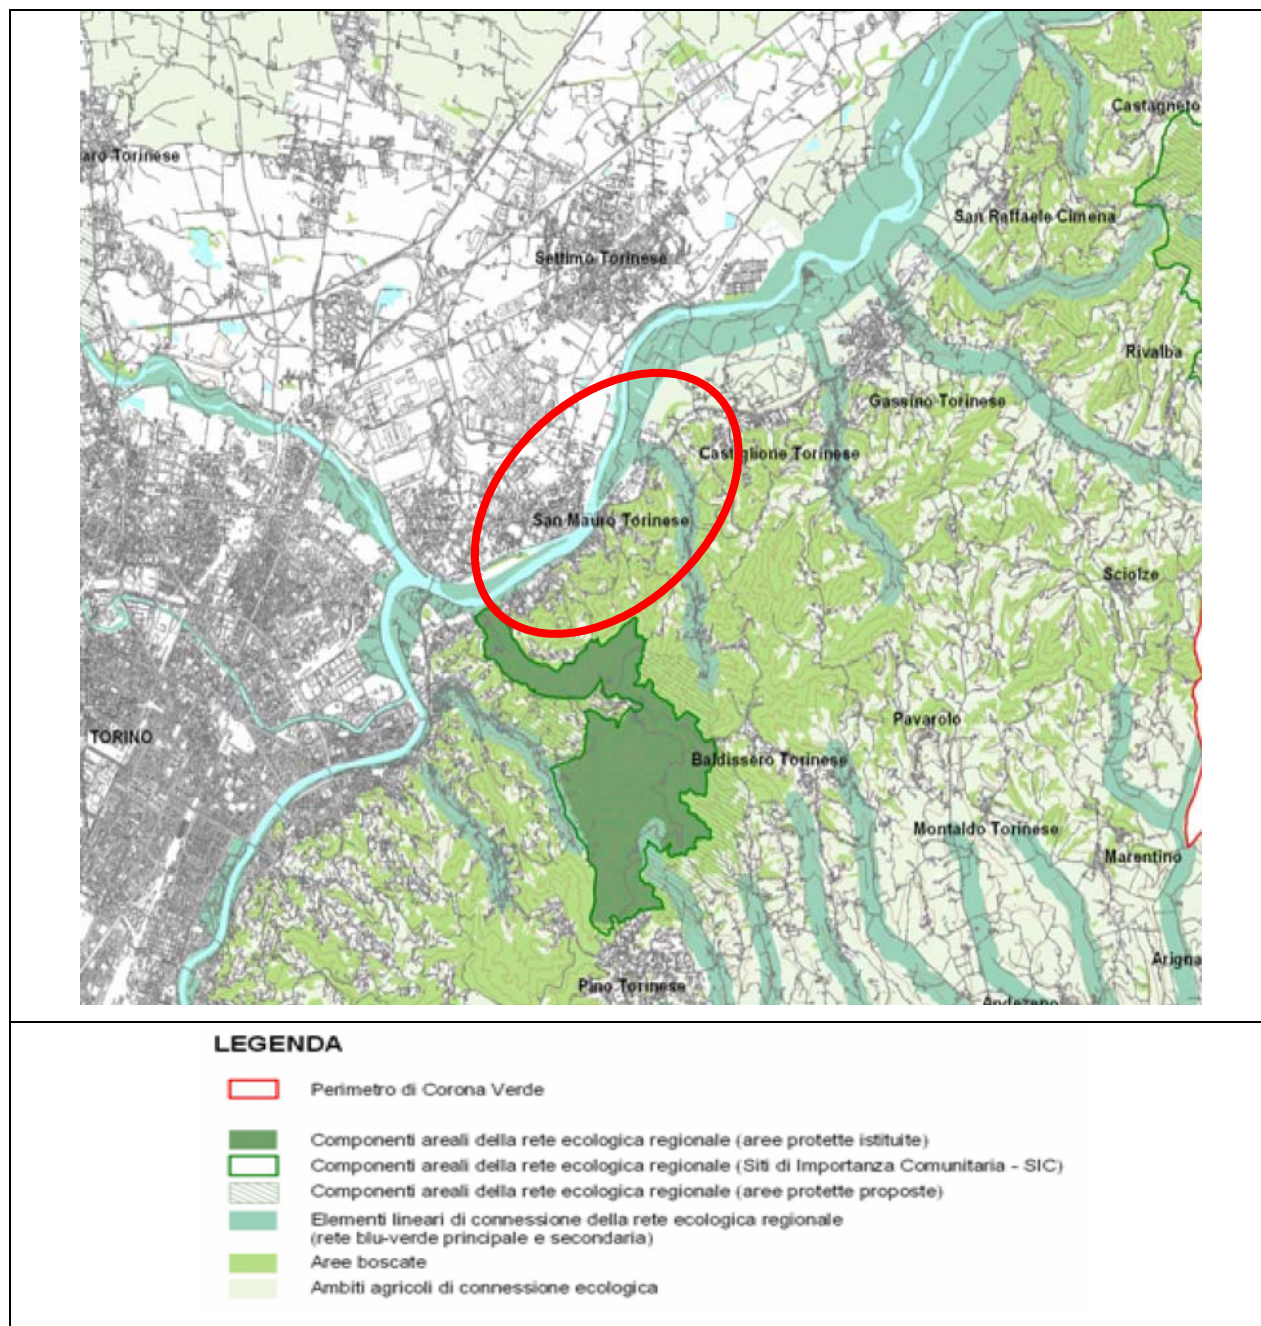 Castagneto
aro Torinese
San Raffaele Cimena
Settimo Torinese
Rivalba
Gassino Torinese
Castiglione Torinese
San Mauro Torinese
Sciolze
Pavarolo
TORINO
Baldissero Torinese
Montaldo Torinese
Marentino
Arigna
Pino Torinese
Andezeno
LEGENDA
Perimetro di Corona Verde
Componenti areali della rete ecologica regionale (aree protette istituite)
Componenti areali della rete ecologica regionale (Siti di Importanza Comunitaria - SIC)
Componenti areali della rete ecologica regionale (aree protette proposte)
Elementi lineari di connessione della rete ecologica regionale
(rete blu-verde principale e secondaria)
Aree boscate
Ambiti agricoli di connessione ecologica